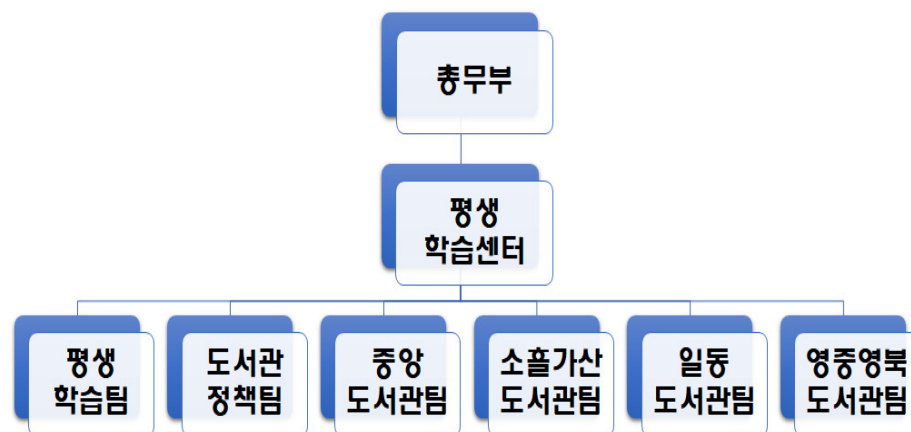 총무부
평생
학습센터
평생
학습팀
도서관
정책팀
중앙
도서관팀
소흘가산
도서관팀
일동
도서관팀
영중영북
도서관팀